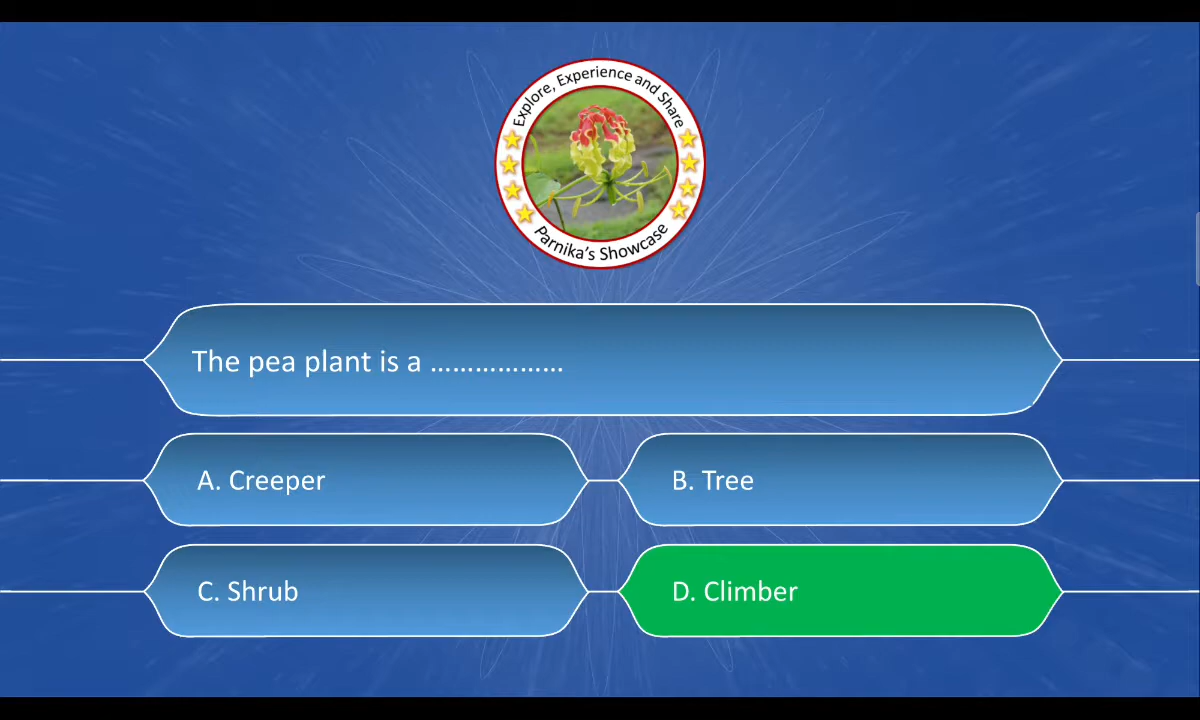 Explore, Experience and Share
Parnika's Showcase
The pea plant is a ..................
A. Creeper
B. Tree
C. Shrub
D. Climber